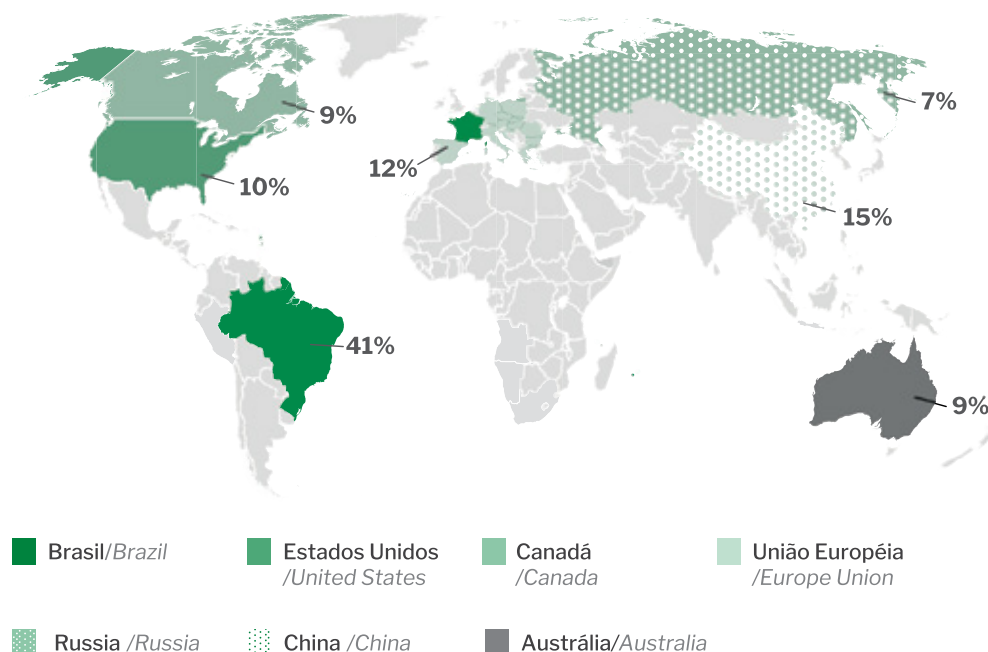 9%
7%
12%
10%
15%
41%
9%
Brasil/Brazil
Estados Unidos
/United States
Canadá
/Canada
União Européia
/Europe Union
Russia /Russia
China /China
Austrália/Australia